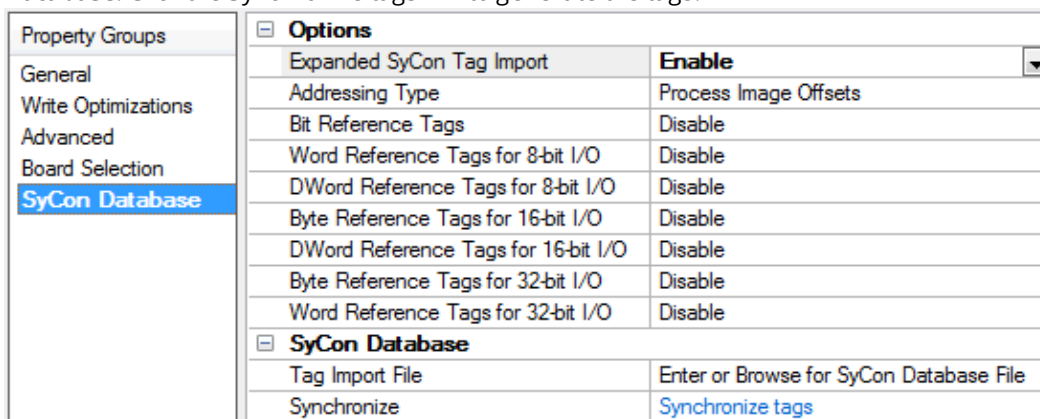 Property Groups
General
Write Optimizations
Advanced
Board Selection
SyCon Database
Options
Expanded SyCon Tag Import Enable
Addressing Type Process Image Offsets
Bit Reference Tags Disable
Word Reference Tags for 8-bit I/O Disable
DWord Reference Tags for 8-bit I/O Disable
Byte Reference Tags for 16-bit I/O Disable
DWord Reference Tags for 16-bit I/O Disable
Byte Reference Tags for 32-bit I/O Disable
Word Reference Tags for 32-bit I/O Disable
SyCon Database
Tag Import File Enter or Browse for SyCon Database File
Synchronize Synchronize tags